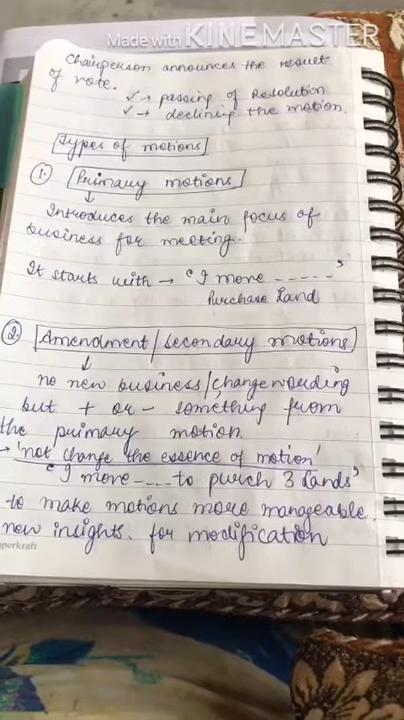 Made with KINEMASTER
Chairperson announces the result
of vote.
✓→ passing of Resolution
✓→ declining the motion.
Types of motions
1. Primary motions
↓
Introduces the main focus of
business for meeting.
It starts with → "I move -----"
Purchase Land
2. Amendment/secondary motions
↓
no new business/change wording
but + or - something from
the primary motion.
→ 'not change the essence of motion'
"I move ---- to purch 3 Lands"
to make motions more manageable.
new insights. for modification
perkraft